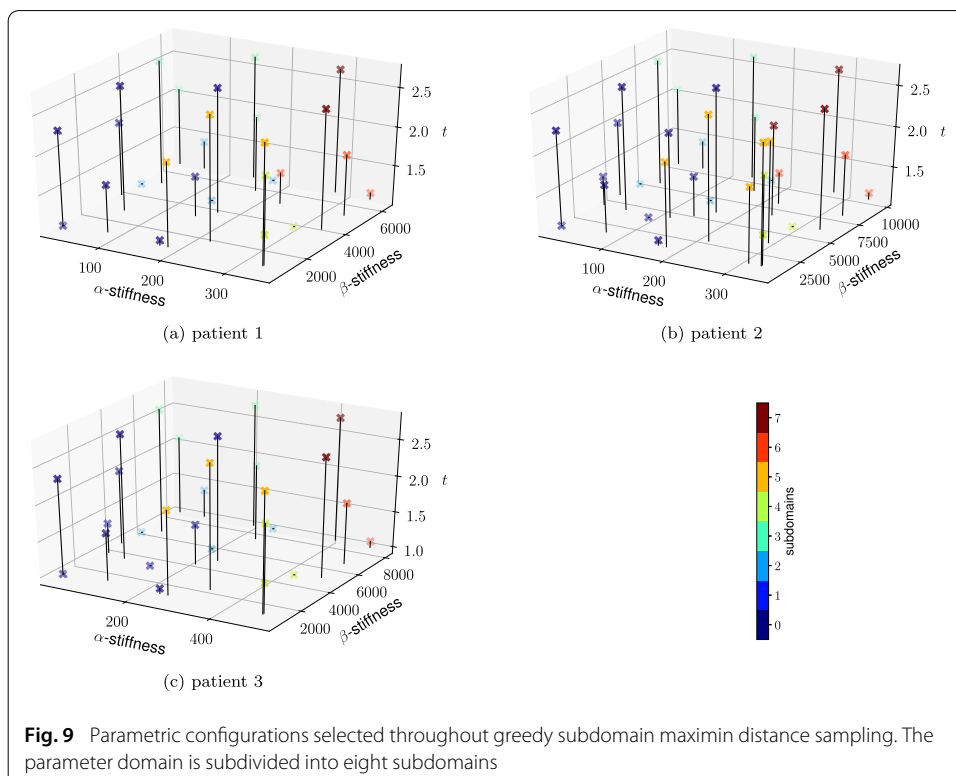 2.5
2.0 t
1.5
6000
4000
2000
100
200
300
α-stiffness
β-stiffness
(a) patient 1
2.5
2.0 t
1.5
10000
7500
5000
2500
100
200
300
α-stiffness
β-stiffness
(b) patient 2
2.5
2.0 t
1.5
1.0
8000
6000
4000
2000
200
400
α-stiffness
β-stiffness
(c) patient 3
7
6
5
4
3
2
1
0
subdomains
Fig. 9 Parametric configurations selected throughout greedy subdomain maximin distance sampling. The
parameter domain is subdivided into eight subdomains